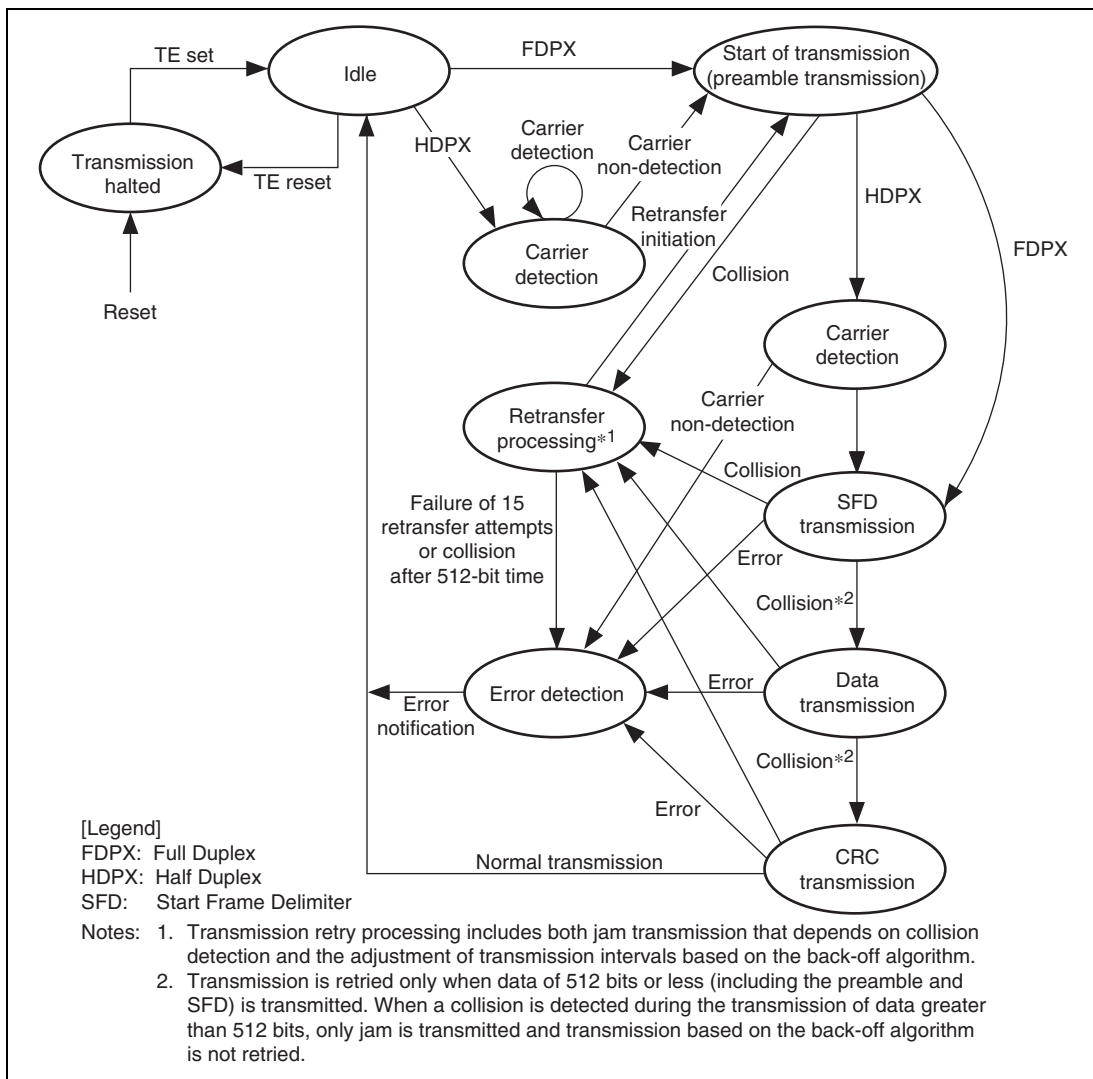 TE set
Idle
FDPX
Start of transmission
(preamble transmission)
Transmission
halted
TE reset
HDPX
Carrier
detection
Carrier
non-detection
Carrier
detection
Reset
Retransfer
initiation
Collision
HDPX
FDPX
Carrier
detection
Retransfer
processing*1
Carrier
non-detection
Collision
SFD
transmission
Failure of 15
retransfer attempts
or collision
after 512-bit time
Error
Collision*2
Error detection
Error
Data
transmission
Error
notification
Collision*2
Error
Normal transmission
CRC
transmission
[Legend]
FDPX: Full Duplex
HDPX: Half Duplex
SFD: Start Frame Delimiter
Notes: 1. Transmission retry processing includes both jam transmission that depends on collision
detection and the adjustment of transmission intervals based on the back-off algorithm.
2. Transmission is retried only when data of 512 bits or less (including the preamble and
SFD) is transmitted. When a collision is detected during the transmission of data greater
than 512 bits, only jam is transmitted and transmission based on the back-off algorithm
is not retried.